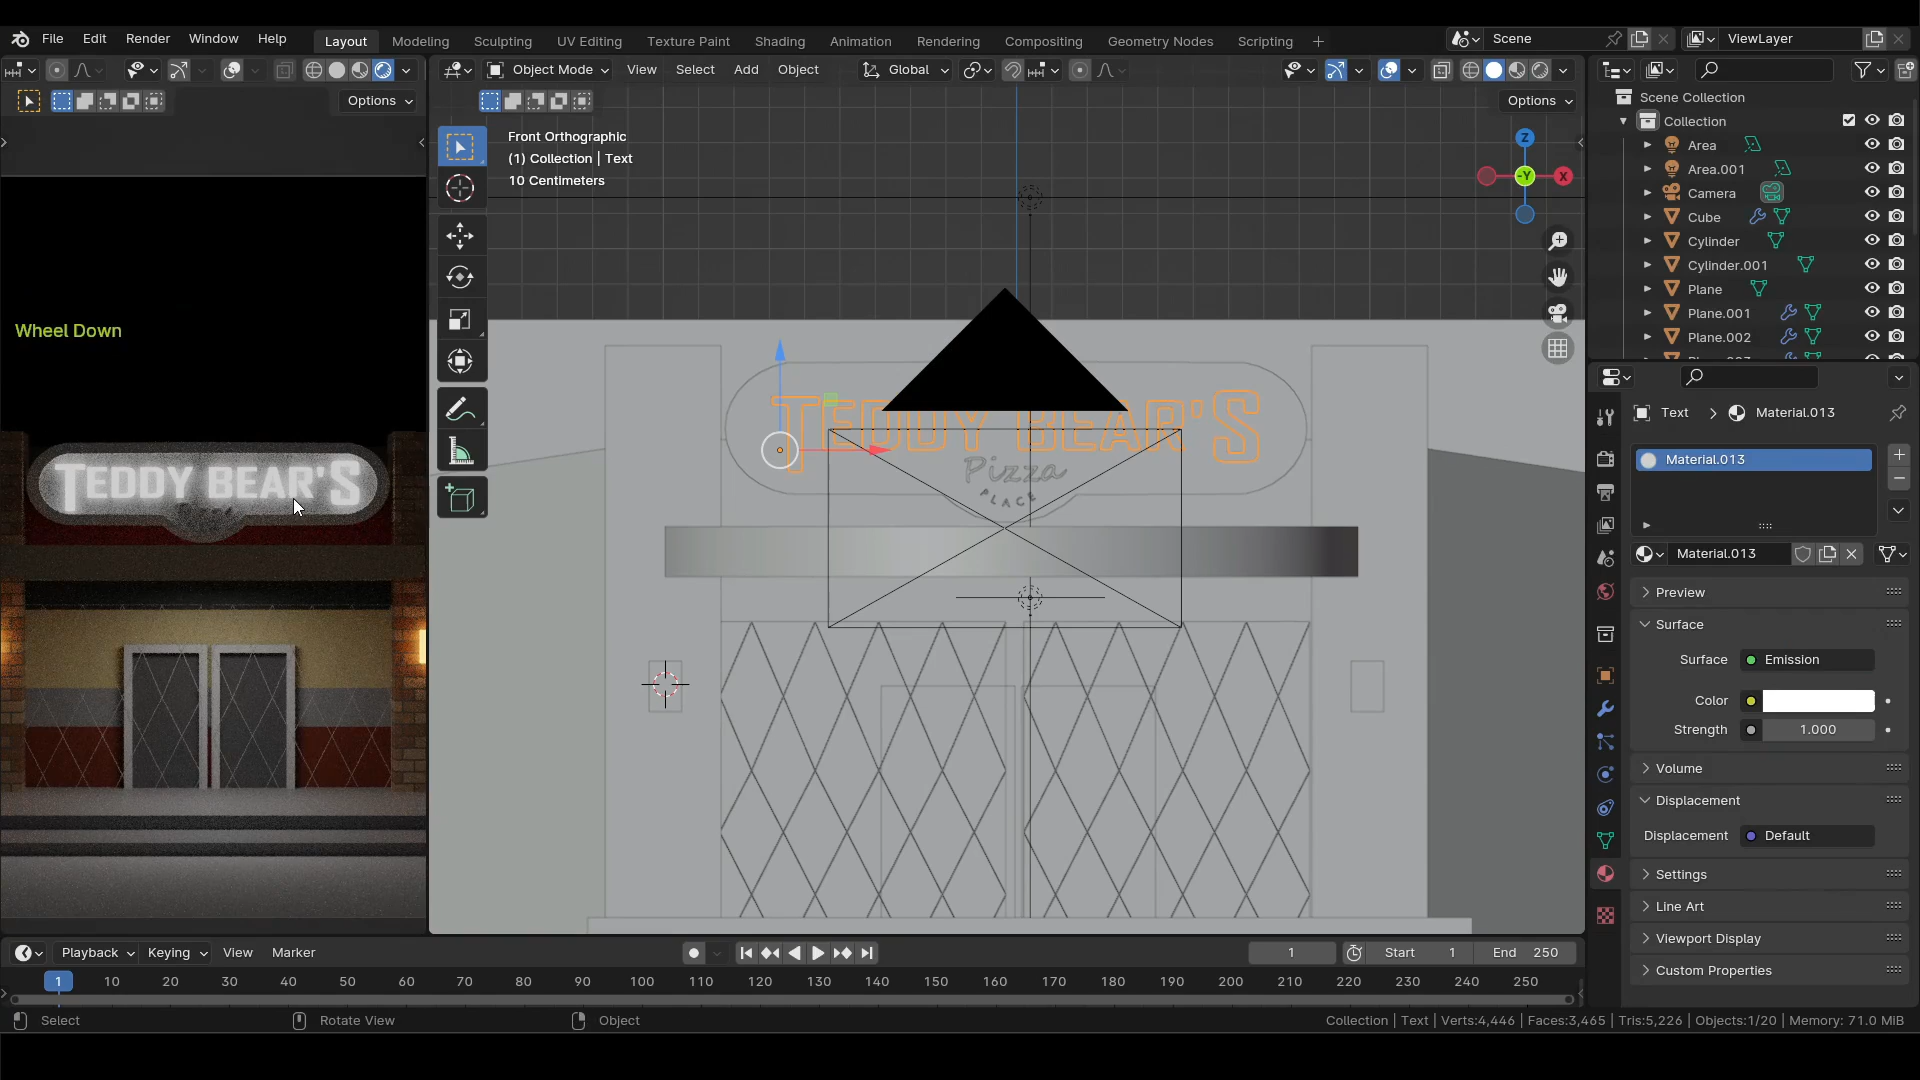 File Edit Render Window Help Layout Modeling Sculpting UV Editing Texture Paint Shading Animation Rendering Compositing Geometry Nodes Scripting + Scene ViewLayer
Object Mode View Select Add Object Global
Options
Options
Front Orthographic
(1) Collection | Text
10 Centimeters
Z
-Y
X
Wheel Down
TEDDY BEAR'S
TEDDY BEAR'S
Pizza
PLACE
Scene Collection
Collection
Area
Area.001
Camera
Cube
Cylinder
Cylinder.001
Plane
Plane.001
Plane.002
Text > Material.013
Material.013
Material.013
Preview
Surface
Surface Emission
Color
Strength 1.000
Volume
Displacement
Displacement Default
Settings
Line Art
Viewport Display
Custom Properties
Playback Keying View Marker 1 Start 1 End 250
1 10 20 30 40 50 60 70 80 90 100 110 120 130 140 150 160 170 180 190 200 210 220 230 240 250
Select Rotate View Object Collection | Text | Verts:4,446 | Faces:3,465 | Tris:5,226 | Objects:1/20 | Memory: 71.0 MiB